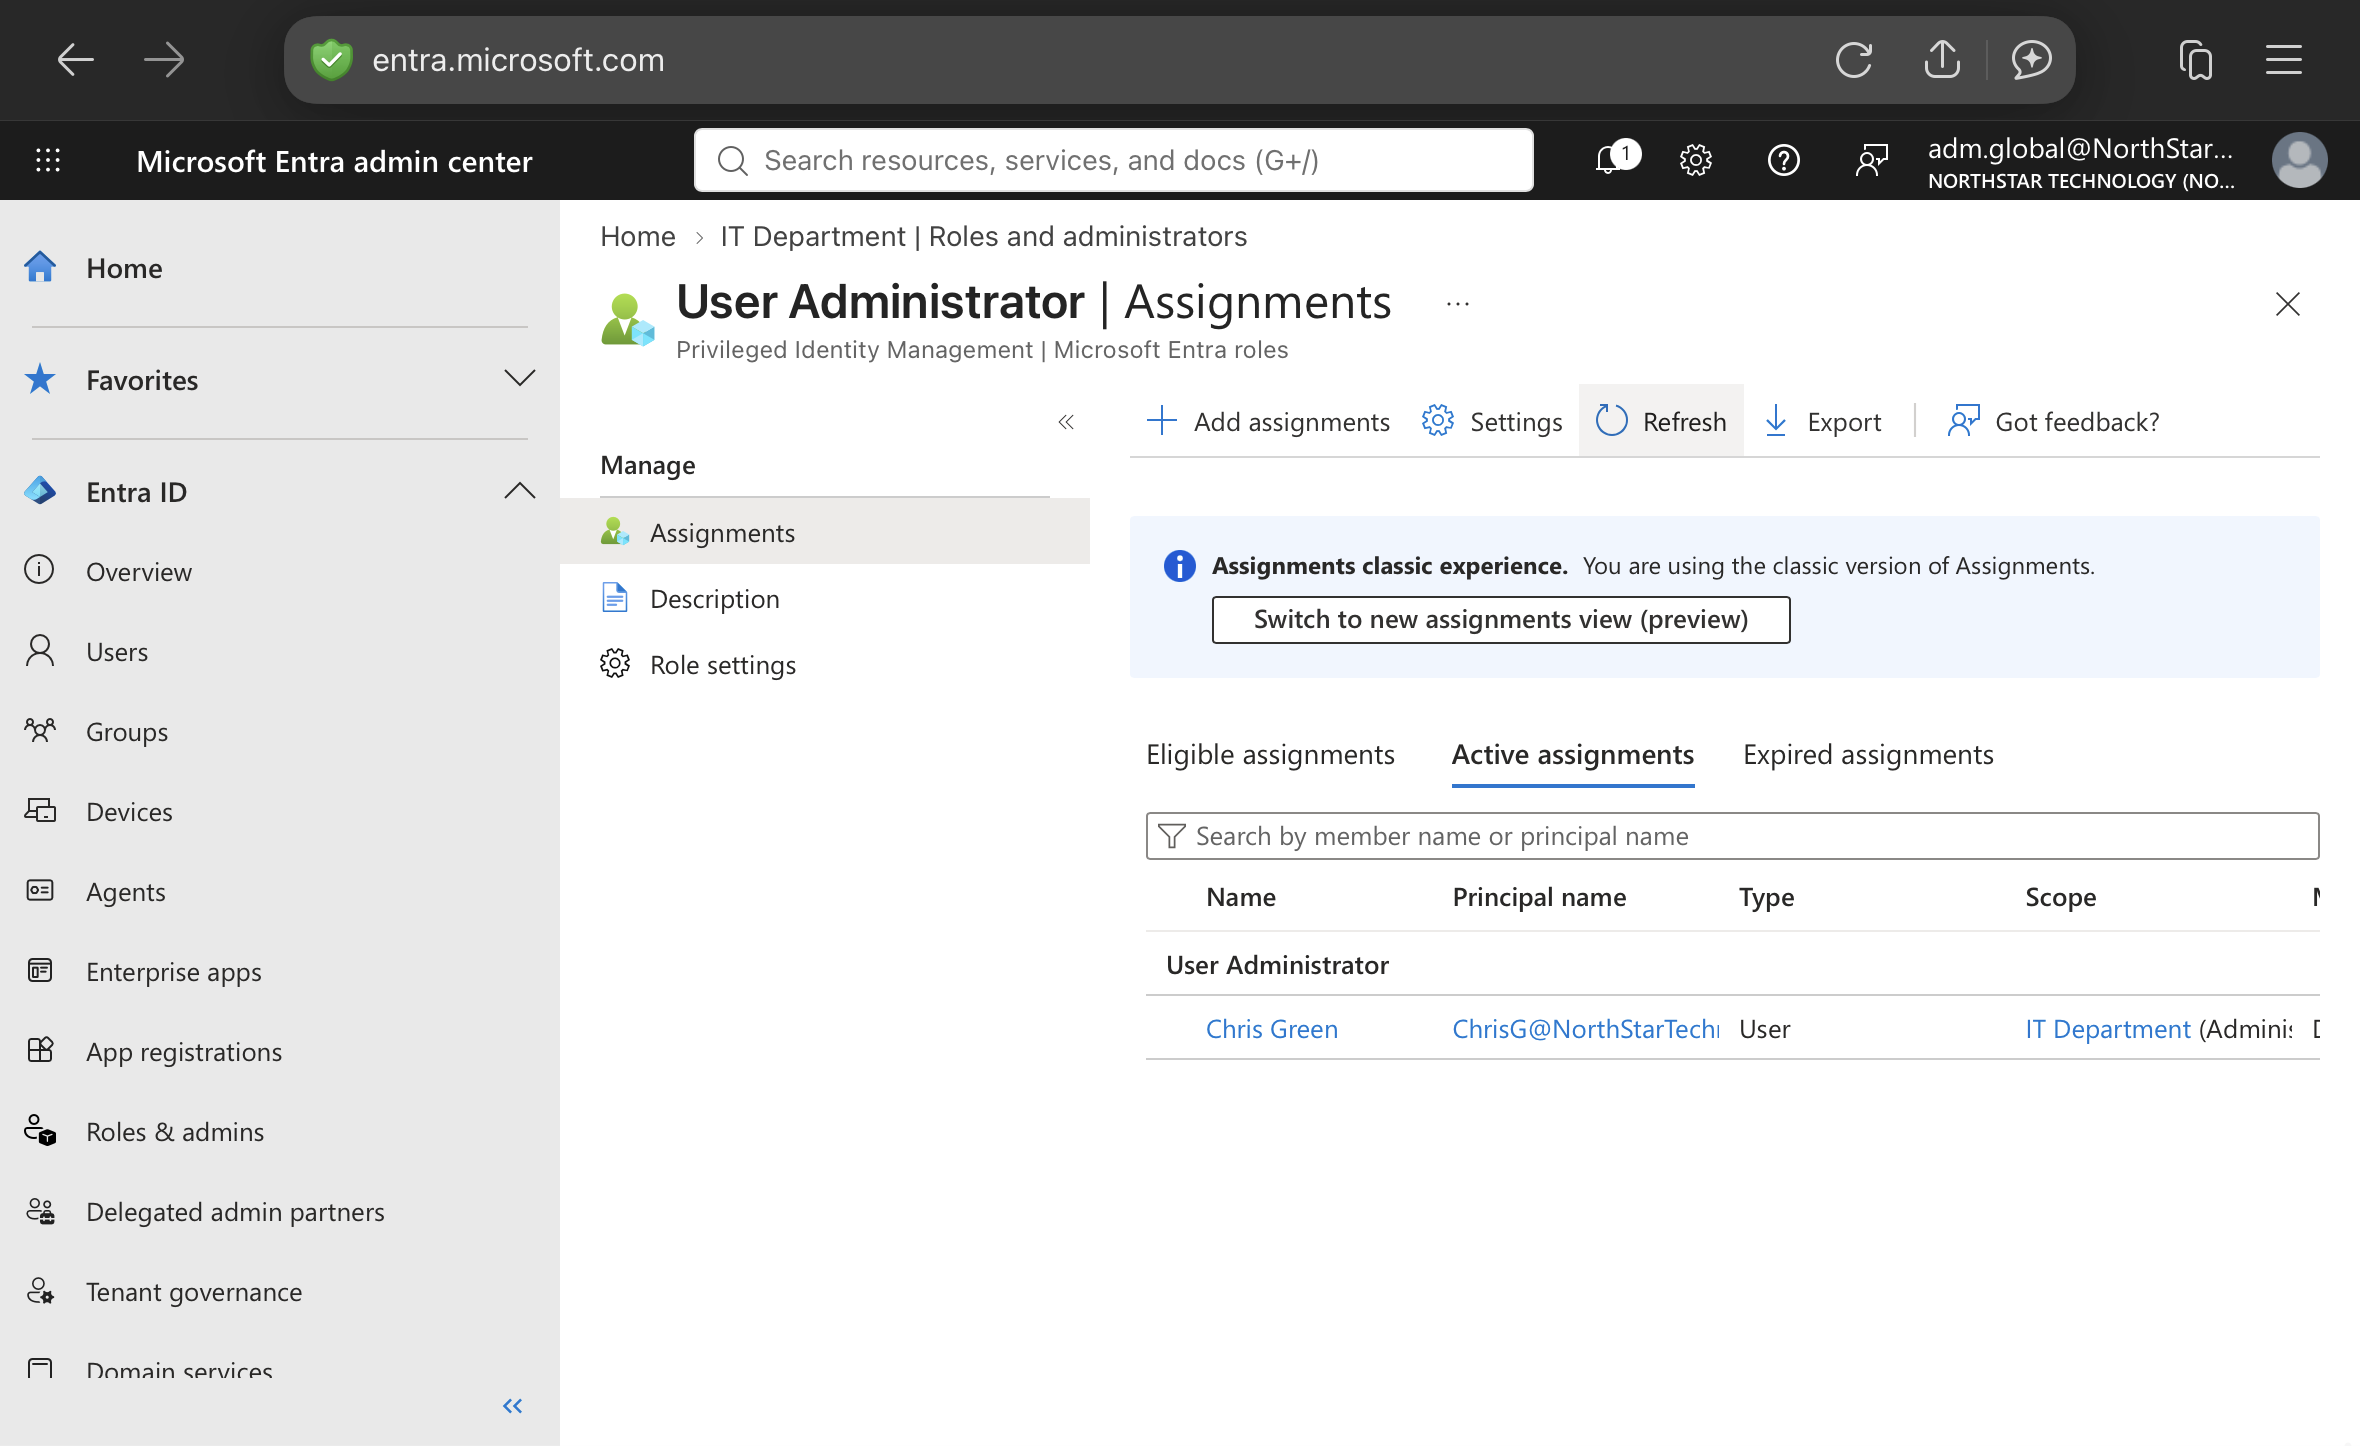 entra.microsoft.com
Microsoft Entra admin center
Search resources, services, and docs (G+/)
1
adm.global@NorthStar...
NORTHSTAR TECHNOLOGY (NO...
Home
Favorites
Entra ID
Overview
Users
Groups
Devices
Agents
Enterprise apps
App registrations
Roles & admins
Delegated admin partners
Tenant governance
Domain services
Home > IT Department | Roles and administrators
User Administrator | Assignments ...
Privileged Identity Management | Microsoft Entra roles
Manage
Assignments
Description
Role settings
Add assignments Settings Refresh Export Got feedback?
Assignments classic experience. You are using the classic version of Assignments.
Switch to new assignments view (preview)
Eligible assignments Active assignments Expired assignments
Search by member name or principal name
Name Principal name Type Scope
User Administrator
Chris Green ChrisG@NorthStarTech User IT Department (Adminis